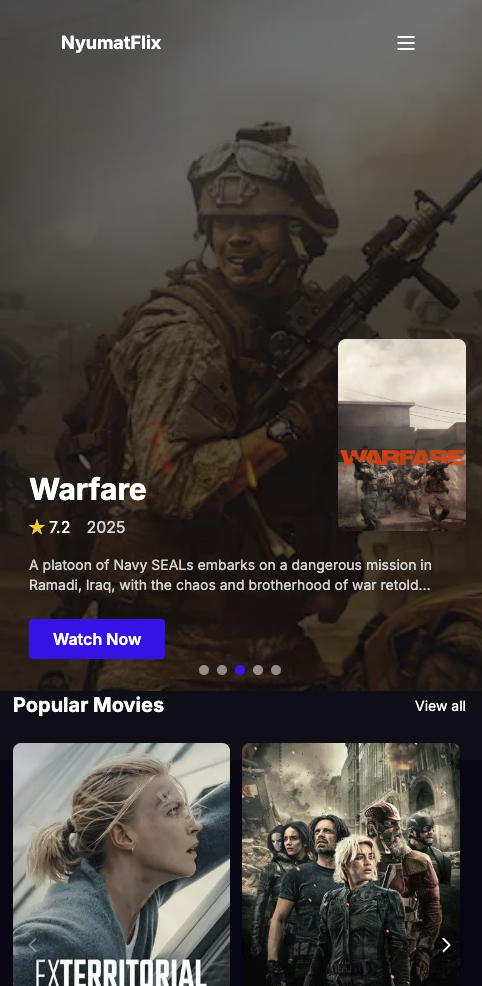 NyumatFlix
WARFARE
Warfare
7.2 2025
A platoon of Navy SEALs embarks on a dangerous mission in
Ramadi, Iraq, with the chaos and brotherhood of war retold...
Watch Now
Popular Movies
View all
EXTERRITORIAL